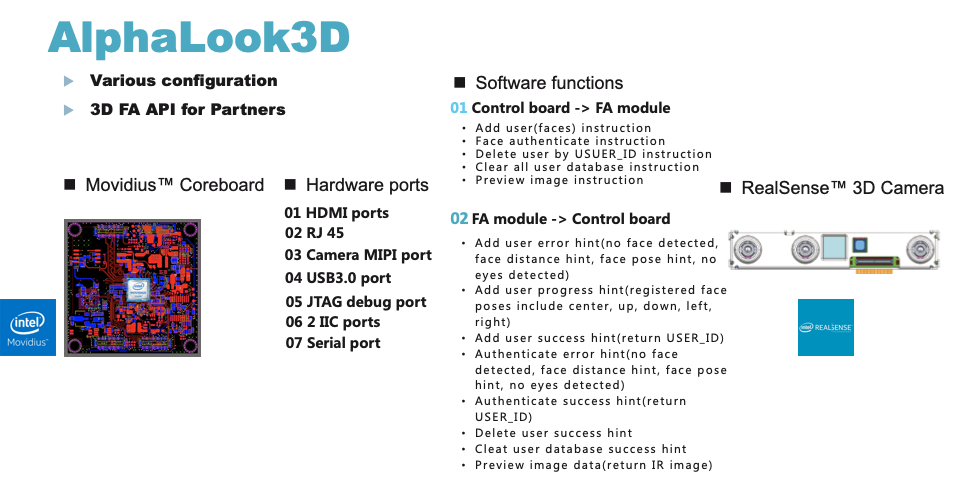 AlphaLook3D
Various configuration
3D FA API for Partners
Movidius™ Coreboard
intel
Movidius™
Hardware ports
01 HDMI ports
02 RJ 45
03 Camera MIPI port
04 USB3.0 port
05 JTAG debug port
06 2 IIC ports
07 Serial port
Software functions
01 Control board -> FA module
• Add user(faces) instruction
• Face authenticate instruction
• Delete user by USUER_ID instruction
• Clear all user database instruction
• Preview image instruction
02 FA module -> Control board
• Add user error hint(no face detected,
face distance hint, face pose hint, no
eyes detected)
• Add user progress hint(registered face
poses include center, up, down, left,
right)
• Add user success hint(return USER_ID)
• Authenticate error hint(no face
detected, face distance hint, face pose
hint, no eyes detected)
• Authenticate success hint(return
USER_ID)
• Delete user success hint
• Cleat user database success hint
• Preview image data(return IR image)
RealSense™ 3D Camera
intel REALSENSE